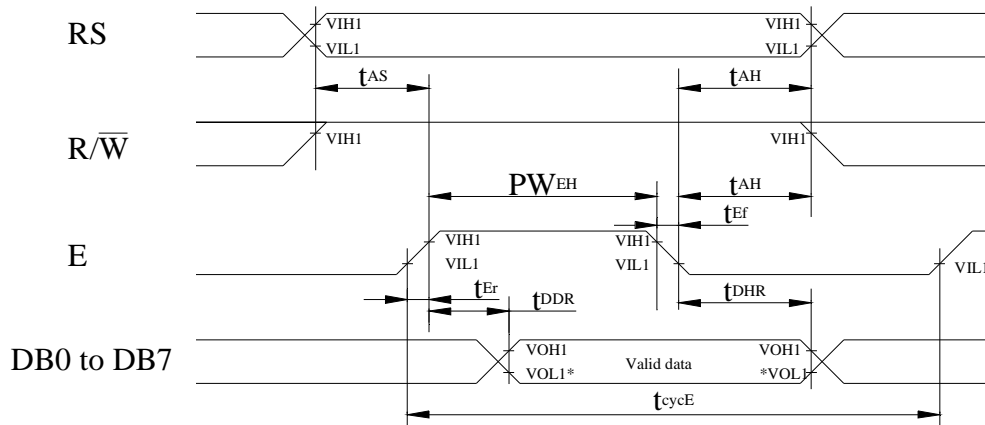 RS
VIH1
VIL1
VIH1
VIL1
tAS
tAH
R/W̅
VIH1
VIH1
PWEH
tAH
tEf
E
VIH1
VIL1
VIH1
VIL1
VIL1
tEr
tDDR
tDHR
DB0 to DB7
VOH1
VOL1*
Valid data
VOH1
*VOL1
tcycE